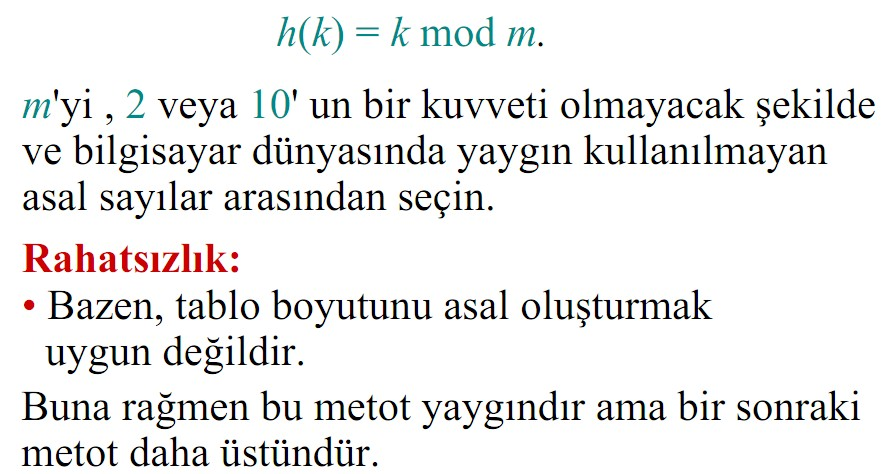 h(k) = k mod m.
m'yi , 2 veya 10' un bir kuvveti olmayacak şekilde
ve bilgisayar dünyasında yaygın kullanılmayan
asal sayılar arasından seçin.
Rahatsızlık:
• Bazen, tablo boyutunu asal oluşturmak
uygun değildir.
Buna rağmen bu metot yaygındır ama bir sonraki
metot daha üstündür.